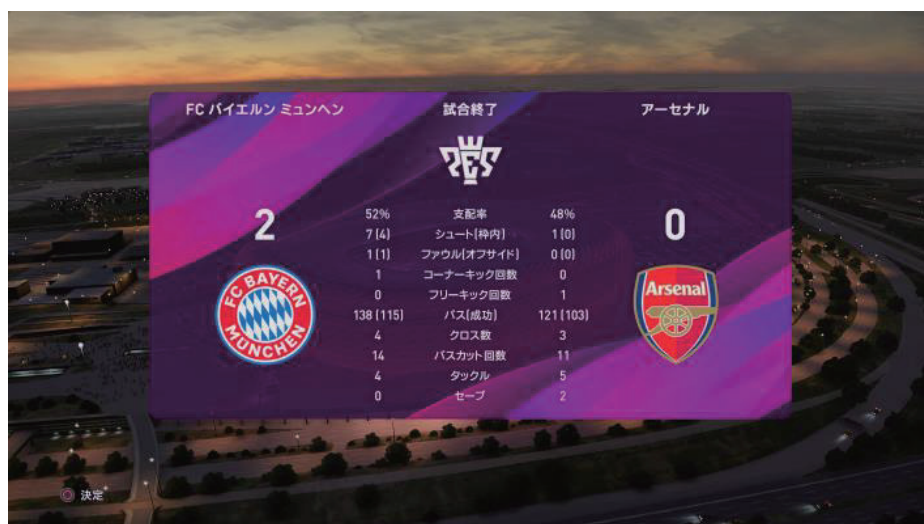 FC バイエルン ミュンヘン 試合終了 アーセナル
PES
2 0
52% 支配率 48%
7 (4) シュート(枠内) 1 (0)
1 (1) ファウル(オフサイド) 0 (0)
1 コーナーキック回数 0
0 フリーキック回数 1
138 (115) パス(成功) 121 (103)
4 クロス数 3
14 パスカット回数 11
4 タックル 5
0 セーブ 2
FC BAYERN
MÜNCHEN
Arsenal
決定